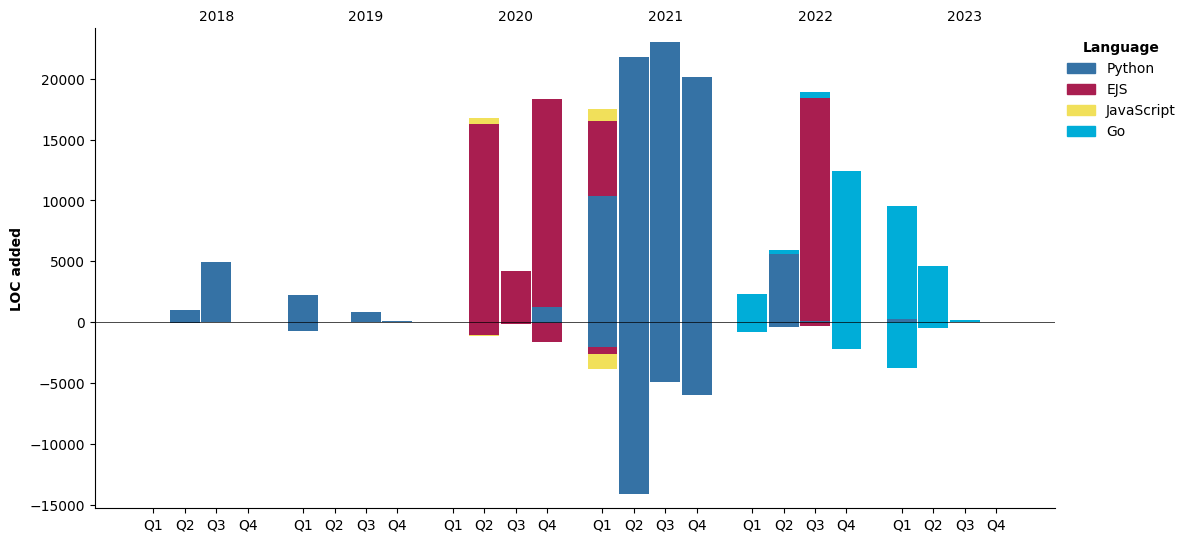 2018 2019 2020 2021 2022 2023
Language
Python
EJS
JavaScript
Go
LOC added
20000
15000
10000
5000
0
−5000
−10000
−15000
Q1 Q2 Q3 Q4 Q1 Q2 Q3 Q4 Q1 Q2 Q3 Q4 Q1 Q2 Q3 Q4 Q1 Q2 Q3 Q4 Q1 Q2 Q3 Q4